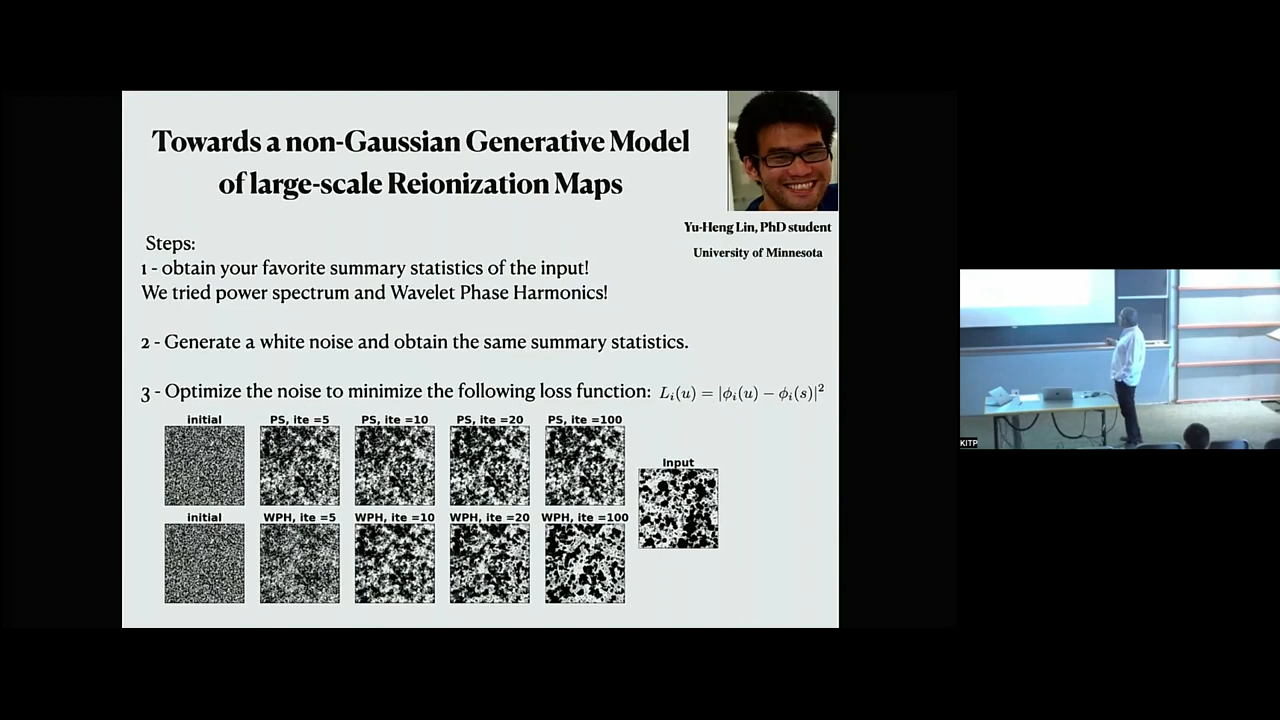 Towards a non-Gaussian Generative Model
of large-scale Reionization Maps
Yu-Heng Lin, PhD student
University of Minnesota
Steps:
1 - obtain your favorite summary statistics of the input!
We tried power spectrum and Wavelet Phase Harmonics!
2 - Generate a white noise and obtain the same summary statistics.
3 - Optimize the noise to minimize the following loss function: $L_i(u) = |\phi_i(u) - \phi_i(s)|^2$
initial PS, ite =5 PS, ite =10 PS, ite =20 PS, ite =100
Input
initial WPH, ite =5 WPH, ite =10 WPH, ite =20 WPH, ite =100
KITP